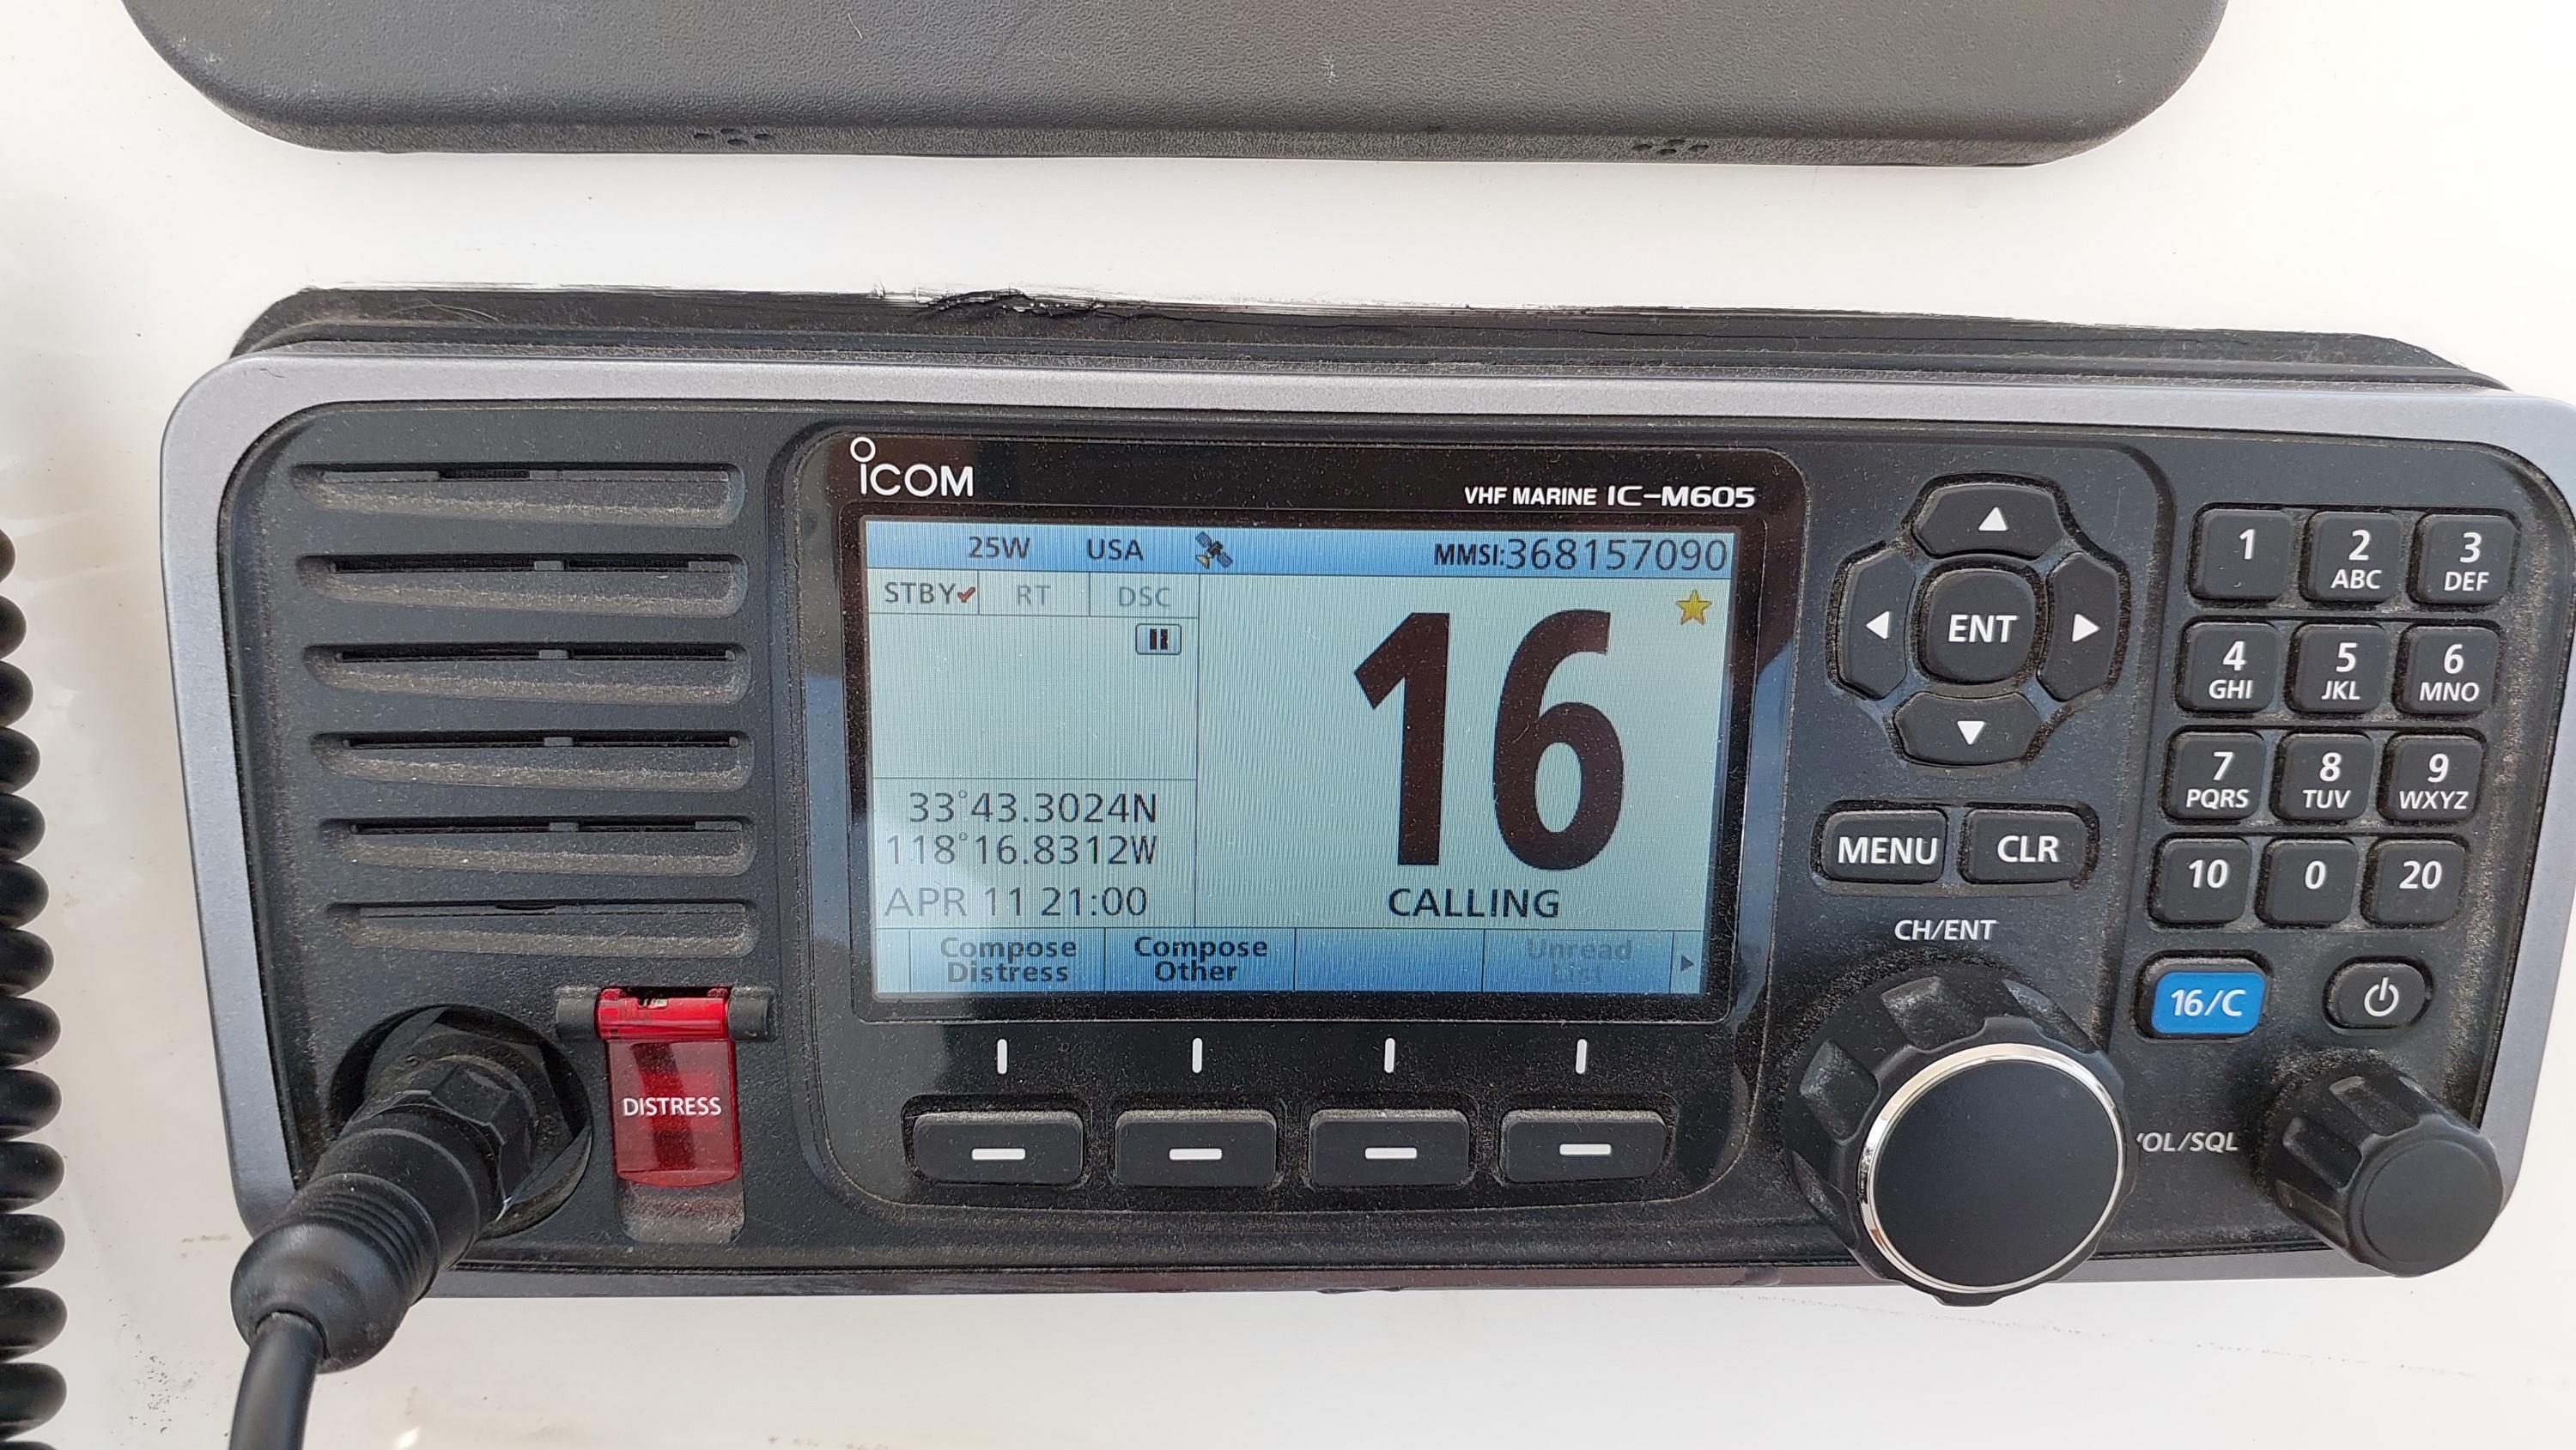 ICOM
VHF MARINE IC-M605
25W USA MMSI:368157090
STBY RT DSC
16
33°43.3024N
118°16.8312W
APR 11 21:00
CALLING
Compose Distress
Compose Other
Unread
DISTRESS
ENT
MENU CLR
CH/ENT
1
2 ABC
3 DEF
4 GHI
5 JKL
6 MNO
7 PQRS
8 TUV
9 WXYZ
10 0 20
16/C
OL/SQL